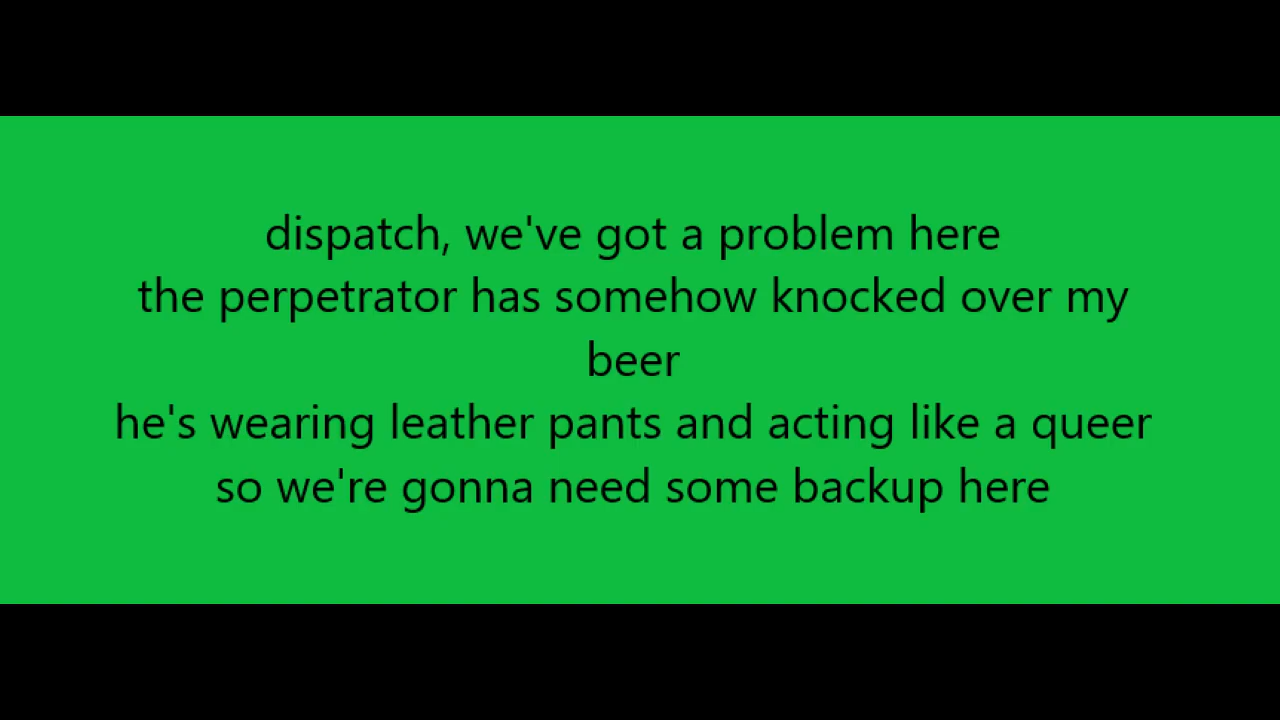 dispatch, we've got a problem here
the perpetrator has somehow knocked over my
beer
he's wearing leather pants and acting like a queer
so we're gonna need some backup here